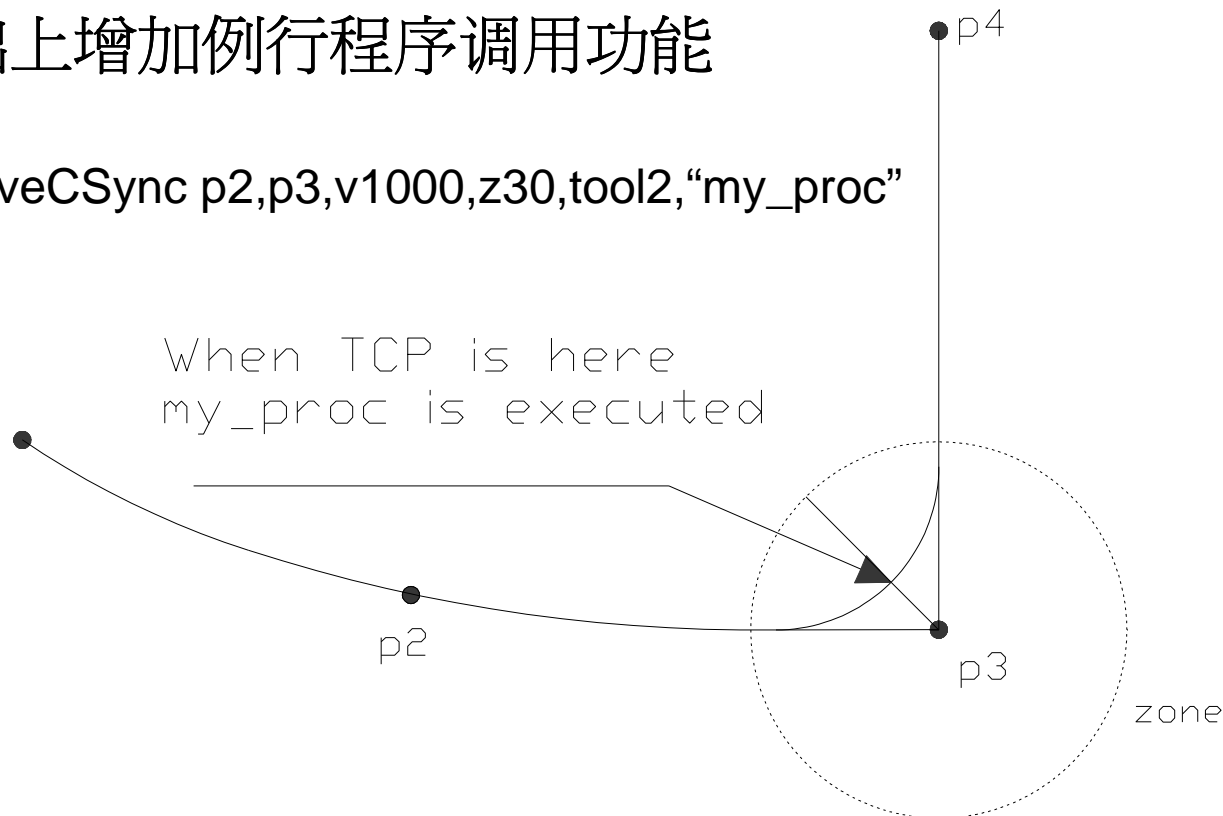 上增加例行程序调用功能
veCSync p2,p3,v1000,z30,tool2,“my_proc”
p4
When TCP is here
my_proc is executed
p2
p3
zone